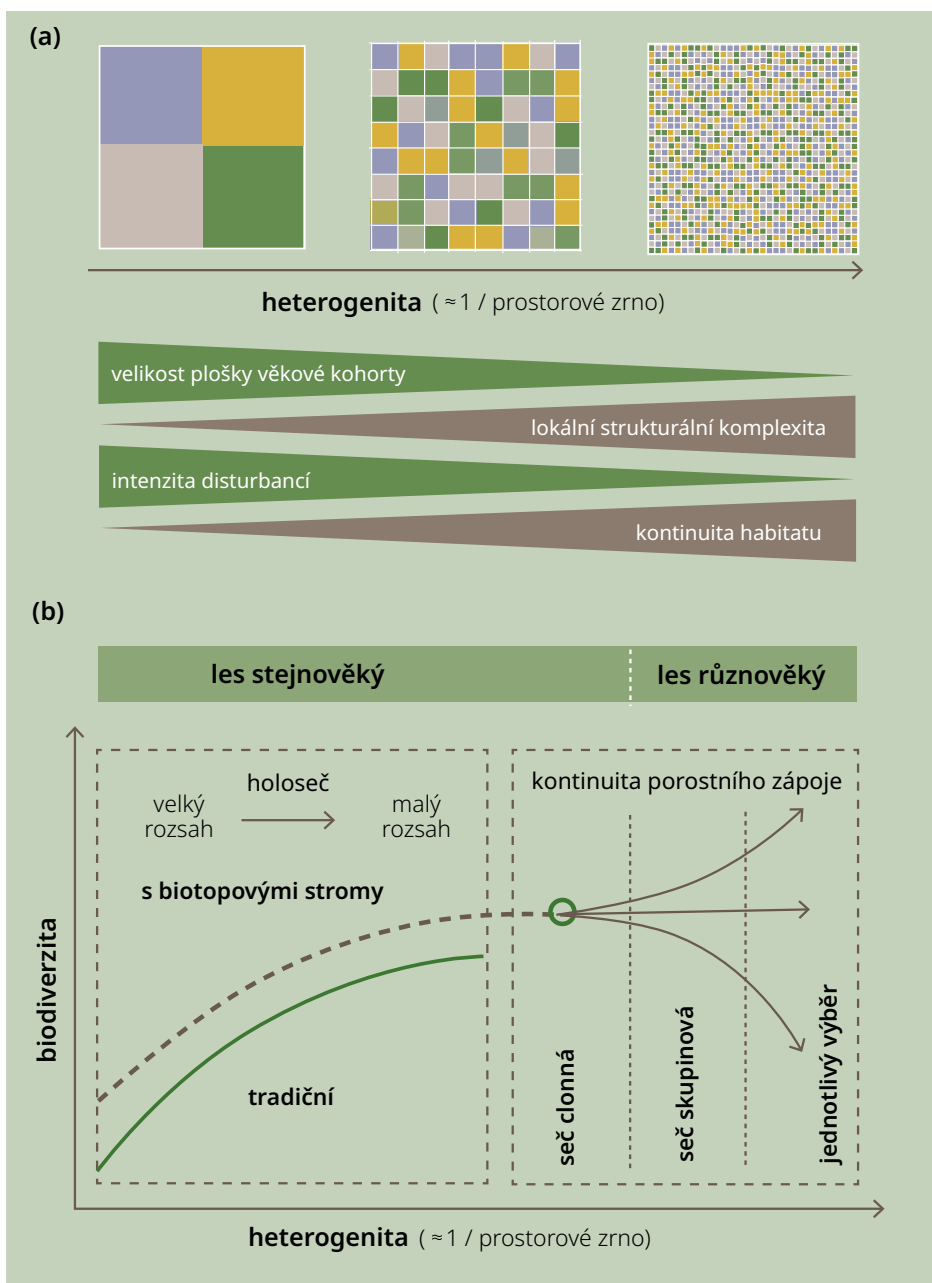 (a)
heterogenita ( ≈ 1 / prostorové zrno)
velikost plošky věkové kohorty
lokální strukturální komplexita
intenzita disturbancí
kontinuita habitatu
(b)
les stejnověký
les různověký
holoseč
velký
rozsah
malý
rozsah
kontinuita porostního zápoje
s biotopovými stromy
tradiční
biodiverzita
seč clonná
seč skupinová
jednotlivý výběr
heterogenita ( ≈ 1 / prostorové zrno)